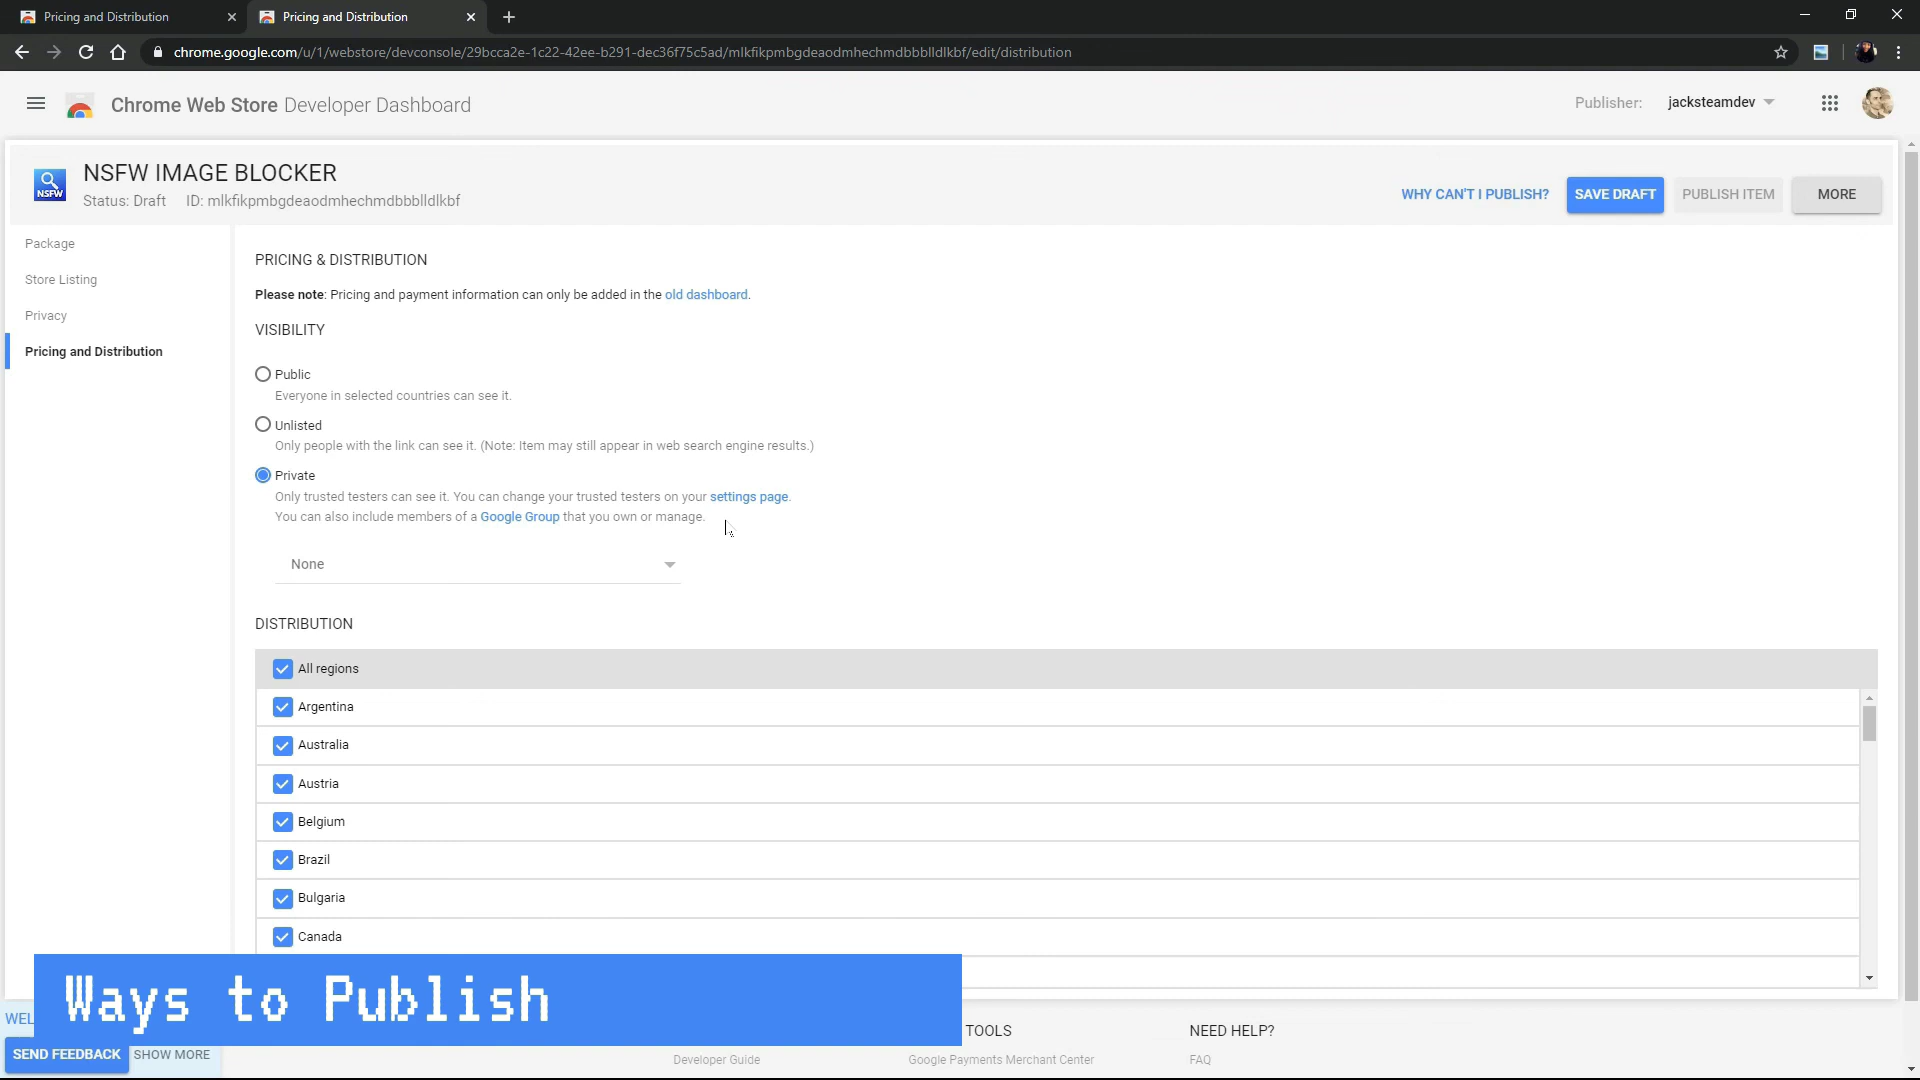 Pricing and Distribution
Pricing and Distribution
chrome.google.com/u/1/webstore/devconsole/29bcca2e-1c22-42ee-b291-dec36f75c5ad/mlkfikpmbgdeaodmhechmdbbblldlkbf/edit/distribution
Chrome Web Store Developer Dashboard
Publisher: jacksteamdev
NSFW
NSFW IMAGE BLOCKER
Status: Draft ID: mlkfikpmbgdeaodmhechmdbbblldlkbf
WHY CAN'T I PUBLISH?
SAVE DRAFT
PUBLISH ITEM
MORE
Package
Store Listing
Privacy
Pricing and Distribution
PRICING & DISTRIBUTION
Please note: Pricing and payment information can only be added in the old dashboard.
VISIBILITY
Public
Everyone in selected countries can see it.
Unlisted
Only people with the link can see it. (Note: Item may still appear in web search engine results.)
Private
Only trusted testers can see it. You can change your trusted testers on your settings page.
You can also include members of a Google Group that you own or manage.
None
DISTRIBUTION
All regions
Argentina
Australia
Austria
Belgium
Brazil
Bulgaria
Canada
Ways to Publish
WEL
TOOLS
NEED HELP?
SEND FEEDBACK
SHOW MORE
Developer Guide
Google Payments Merchant Center
FAQ